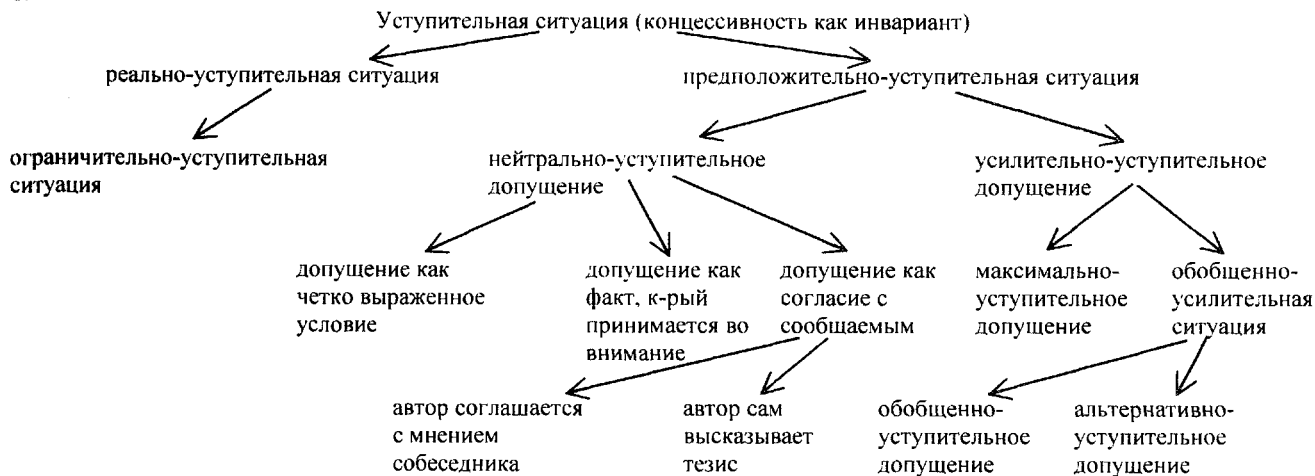 Уступительная ситуация (концессивность как инвариант)
реально-уступительная ситуация
предположительно-уступительная ситуация
ограничительно-уступительная
ситуация
нейтрально-уступительное
допущение
усилительно-уступительное
допущение
допущение как
четко выраженное
условие
допущение как
факт, к-рый
принимается во
внимание
допущение как
согласие с
сообщаемым
максимально-
уступительное
допущение
обобщенно-
усилительная
ситуация
автор соглашается
с мнением
собеседника
автор сам
высказывает
тезис
обобщенно-
уступительное
допущение
альтернативно-
уступительное
допущение